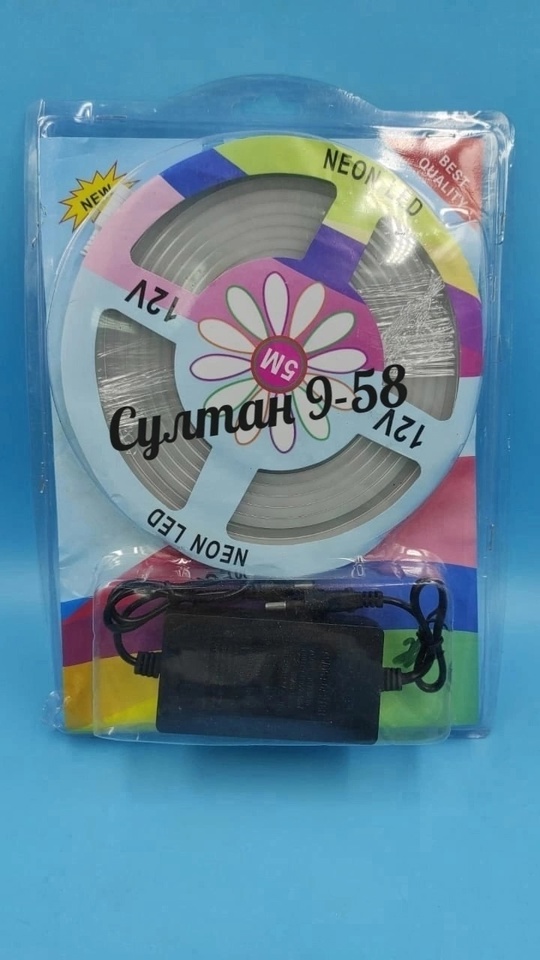 NEW
NEON LED
BEST
QUALITY
12V
5M
Султан 9-58
12V
NEON LED